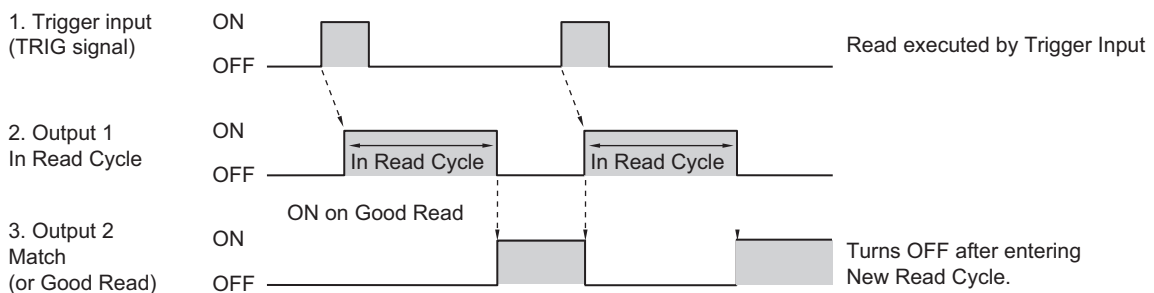 1. Trigger input
(TRIG signal)
ON
OFF
Read executed by Trigger Input
2. Output 1
In Read Cycle
ON
OFF
In Read Cycle
In Read Cycle
ON on Good Read
3. Output 2
Match
(or Good Read)
ON
OFF
Turns OFF after entering
New Read Cycle.